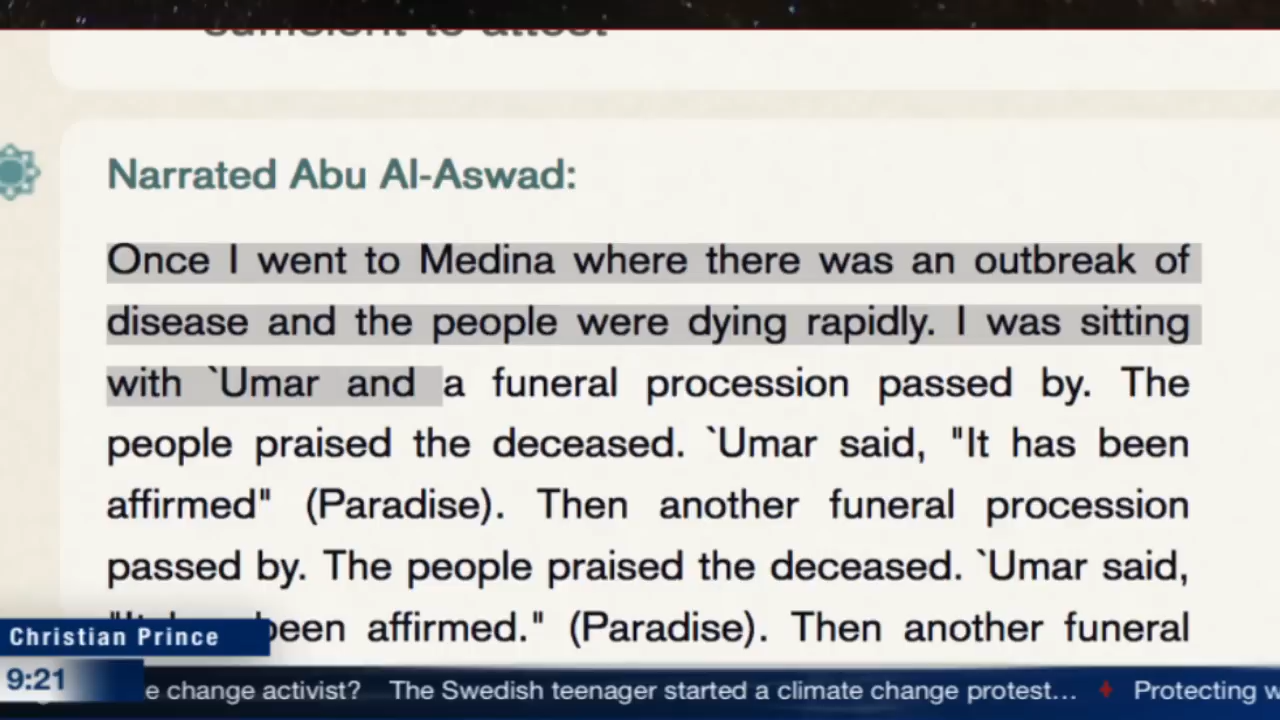 sufficient to attest
Narrated Abu Al-Aswad:
Once I went to Medina where there was an outbreak of
disease and the people were dying rapidly. I was sitting
with `Umar and a funeral procession passed by. The
people praised the deceased. `Umar said, "It has been
affirmed" (Paradise). Then another funeral procession
passed by. The people praised the deceased. `Umar said,
been affirmed." (Paradise). Then another funeral
Christian Prince
9:21
e change activist? The Swedish teenager started a climate change protest... Protecting w